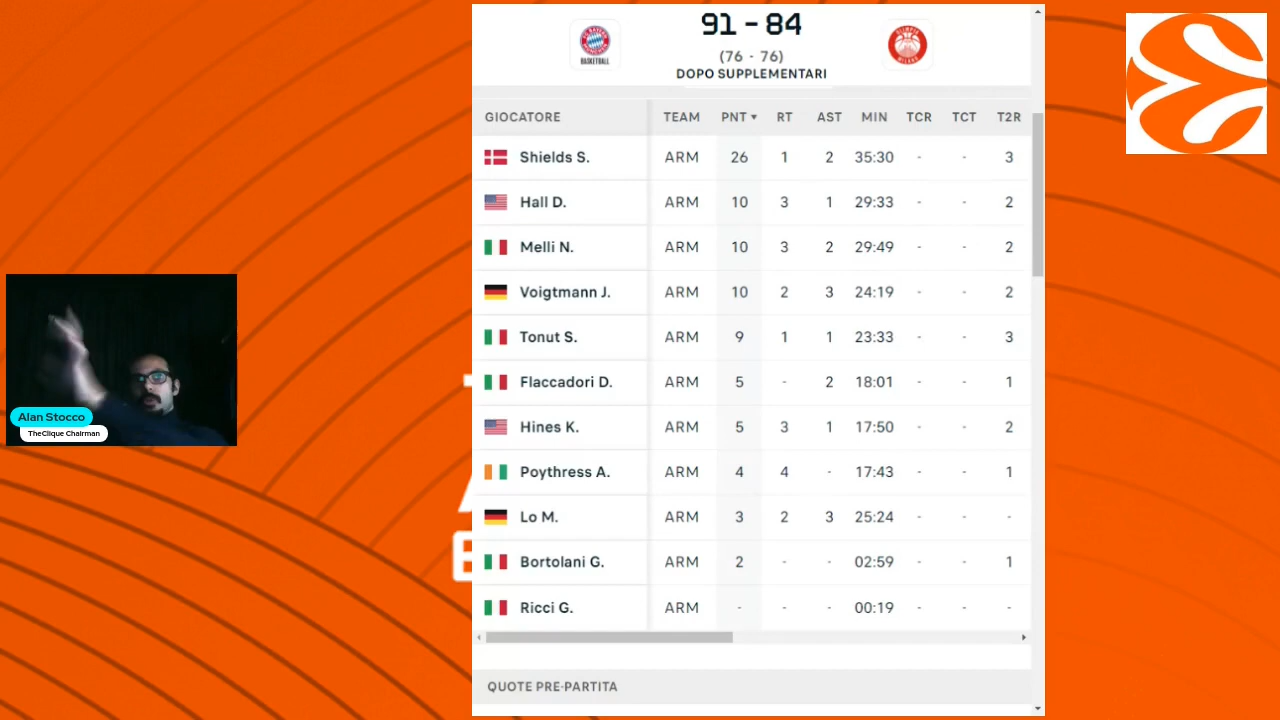 91 - 84
(76 - 76)
DOPO SUPPLEMENTARI
BASKETBALL
OLIMPIA
MILANO
GIOCATORE TEAM PNT RT AST MIN TCR TCT T2R
Shields S. ARM 26 1 2 35:30 - - 3
Hall D. ARM 10 3 1 29:33 - - 2
Melli N. ARM 10 3 2 29:49 - - 2
Voigtmann J. ARM 10 2 3 24:19 - - 2
Tonut S. ARM 9 1 1 23:33 - - 3
Flaccadori D. ARM 5 - 2 18:01 - - 1
Hines K. ARM 5 3 1 17:50 - - 2
Poythress A. ARM 4 4 - 17:43 - - 1
Lo M. ARM 3 2 3 25:24 - - -
Bortolani G. ARM 2 - - 02:59 - - 1
Ricci G. ARM - - - 00:19 - - -
QUOTE PRE-PARTITA
Alan Stocco
TheClique Chairman